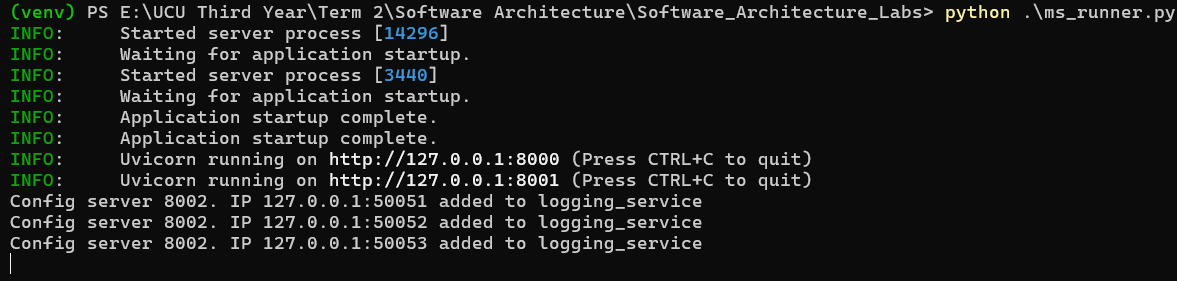 (venv) PS E:\UCU Third Year\Term 2\Software Architecture\Software_Architecture_Labs> python .\ms_runner.py
INFO:     Started server process [14296]
INFO:     Waiting for application startup.
INFO:     Started server process [3440]
INFO:     Waiting for application startup.
INFO:     Application startup complete.
INFO:     Application startup complete.
INFO:     Uvicorn running on http://127.0.0.1:8000 (Press CTRL+C to quit)
INFO:     Uvicorn running on http://127.0.0.1:8001 (Press CTRL+C to quit)
Config server 8002. IP 127.0.0.1:50051 added to logging_service
Config server 8002. IP 127.0.0.1:50052 added to logging_service
Config server 8002. IP 127.0.0.1:50053 added to logging_service